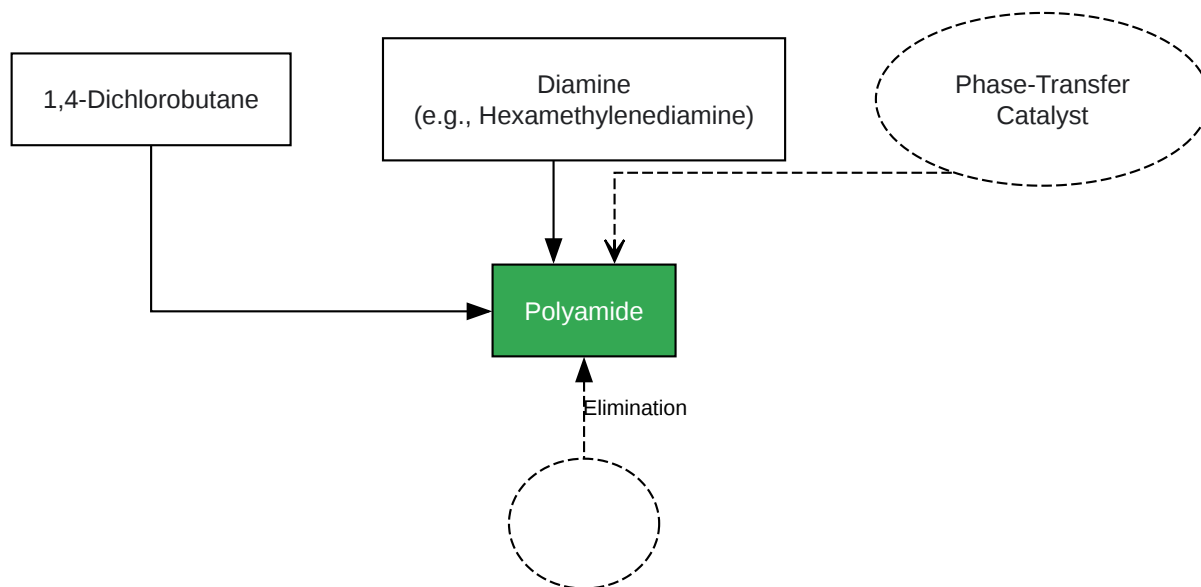 1,4-Dichlorobutane
Diamine
(e.g., Hexamethylenediamine)
Phase-Transfer
Catalyst
Polyamide
Elimination